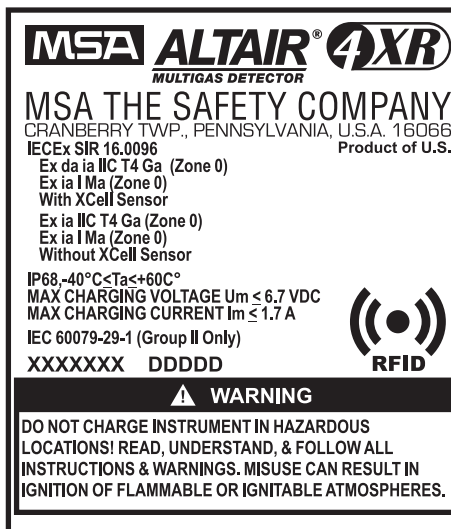 MSA ALTAIR® 4XR
MULTIGAS DETECTOR
MSA THE SAFETY COMPANY
CRANBERRY TWP., PENNSYLVANIA, U.S.A. 16066
IECEx SIR 16.0096 Product of U.S.
Ex da ia IIC T4 Ga (Zone 0)
Ex ia I Ma (Zone 0)
With XCell Sensor
Ex ia IIC T4 Ga (Zone 0)
Ex ia I Ma (Zone 0)
Without XCell Sensor
IP68,-40°C≤Ta≤+60C°
MAX CHARGING VOLTAGE Um ≤ 6.7 VDC
MAX CHARGING CURRENT Im ≤ 1.7 A
IEC 60079-29-1 (Group II Only)
XXXXXXX DDDDD
RFID
WARNING
DO NOT CHARGE INSTRUMENT IN HAZARDOUS
LOCATIONS! READ, UNDERSTAND, & FOLLOW ALL
INSTRUCTIONS & WARNINGS. MISUSE CAN RESULT IN
IGNITION OF FLAMMABLE OR IGNITABLE ATMOSPHERES.